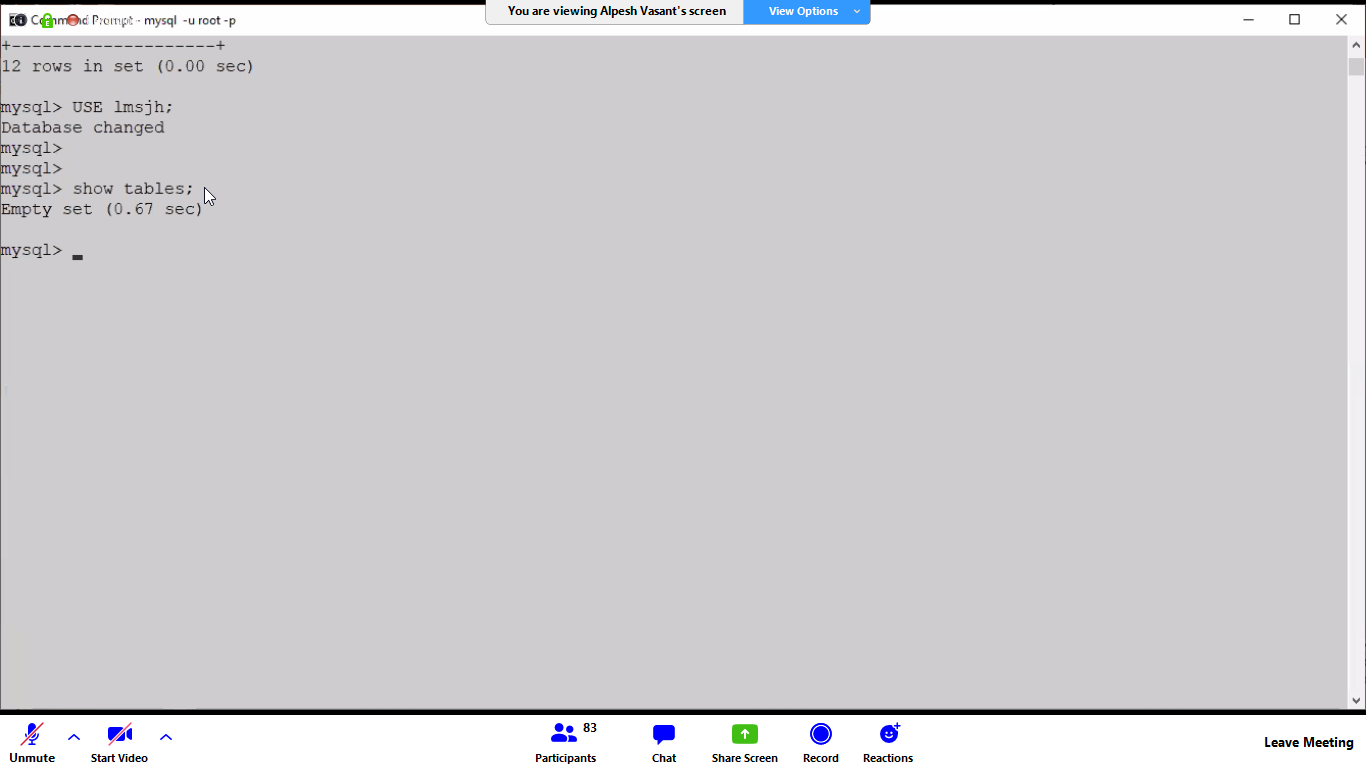 You are viewing Alpesh Vasant's screen
View Options
Prompt - mysql -u root -p
+--------------------+
12 rows in set (0.00 sec)
mysql> USE lmsjh;
Database changed
mysql>
mysql>
mysql> show tables;
Empty set (0.67 sec)
mysql>
Unmute
Start Video
83
Participants
Chat
Share Screen
Record
Reactions
Leave Meeting